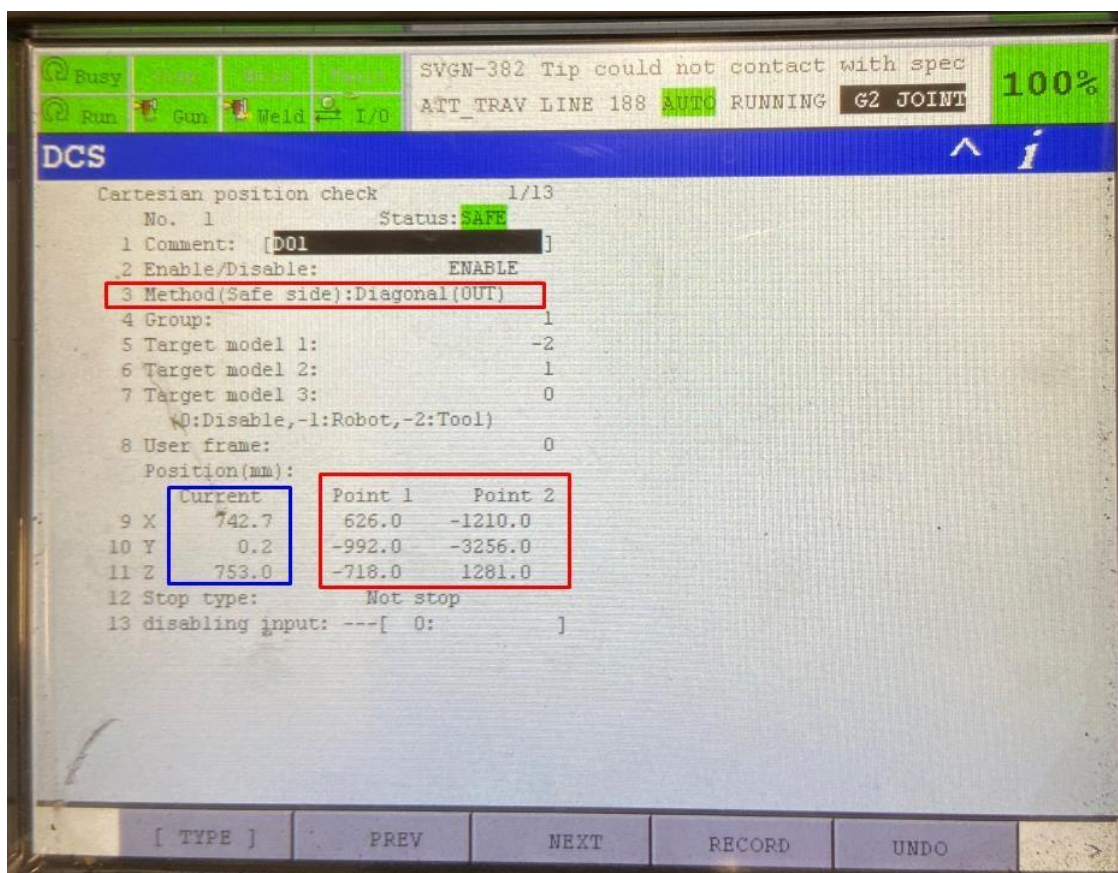 Busy
SVGN-382 Tip could not contact with spec
100%
Run Gun Weld I/O
ATT_TRAV LINE 188 AUTO RUNNING G2 JOINT
DCS
Cartesian position check 1/13
No. 1 Status:SAFE
1 Comment: [D01 ]
2 Enable/Disable: ENABLE
3 Method(Safe side):Diagonal(OUT)
4 Group: 1
5 Target model 1: -2
6 Target model 2: 1
7 Target model 3: 0
(0:Disable,-1:Robot,-2:Tool)
8 User frame: 0
Position(mm):
Current Point 1 Point 2
9 X 742.7 626.0 -1210.0
10 Y 0.2 -992.0 -3256.0
11 Z 753.0 -718.0 1281.0
12 Stop type: Not stop
13 disabling input: ---[ 0: ]
[ TYPE ] PREV NEXT RECORD UNDO >